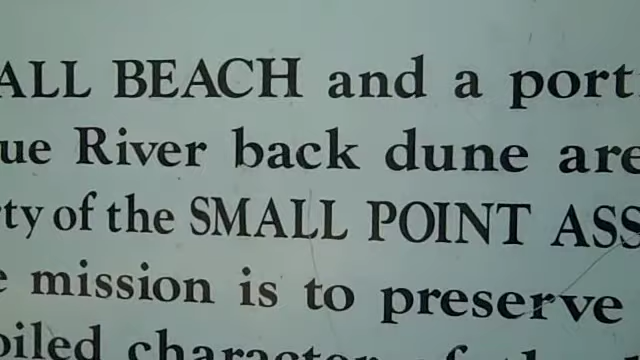 ALL BEACH and a port
ue River back dune are
ty of the SMALL POINT ASS
e mission is to preserve
oiled character of the